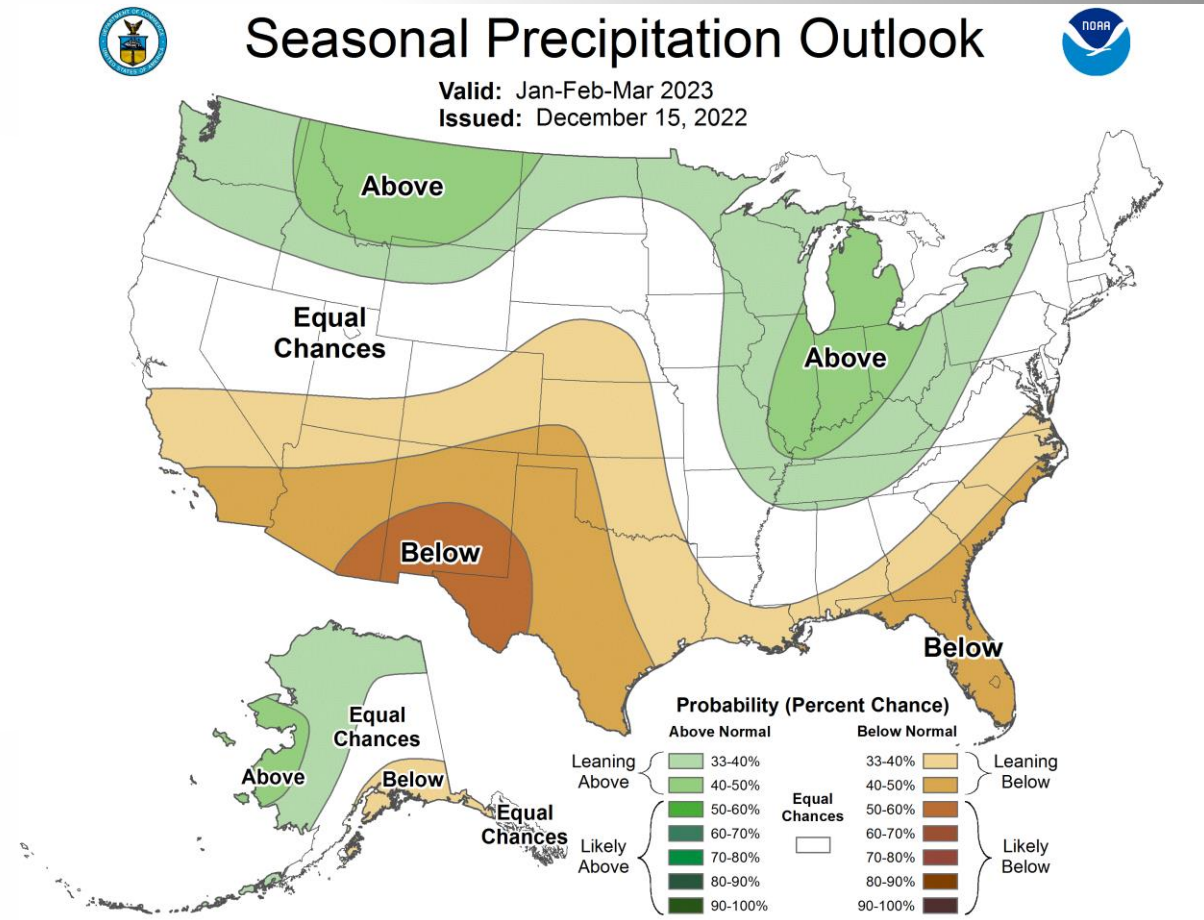 Seasonal Precipitation Outlook
NOAA
Valid: Jan-Feb-Mar 2023
Issued: December 15, 2022
Above
Equal
Chances
Above
Below
Below
Equal
Chances
Above
Below
Equal
Chances
Probability (Percent Chance)
Above Normal
Below Normal
Leaning
Above
33-40%
40-50%
50-60%
60-70%
70-80%
80-90%
90-100%
Likely
Above
Equal
Chances
33-40%
40-50%
50-60%
60-70%
70-80%
80-90%
90-100%
Leaning
Below
Likely
Below